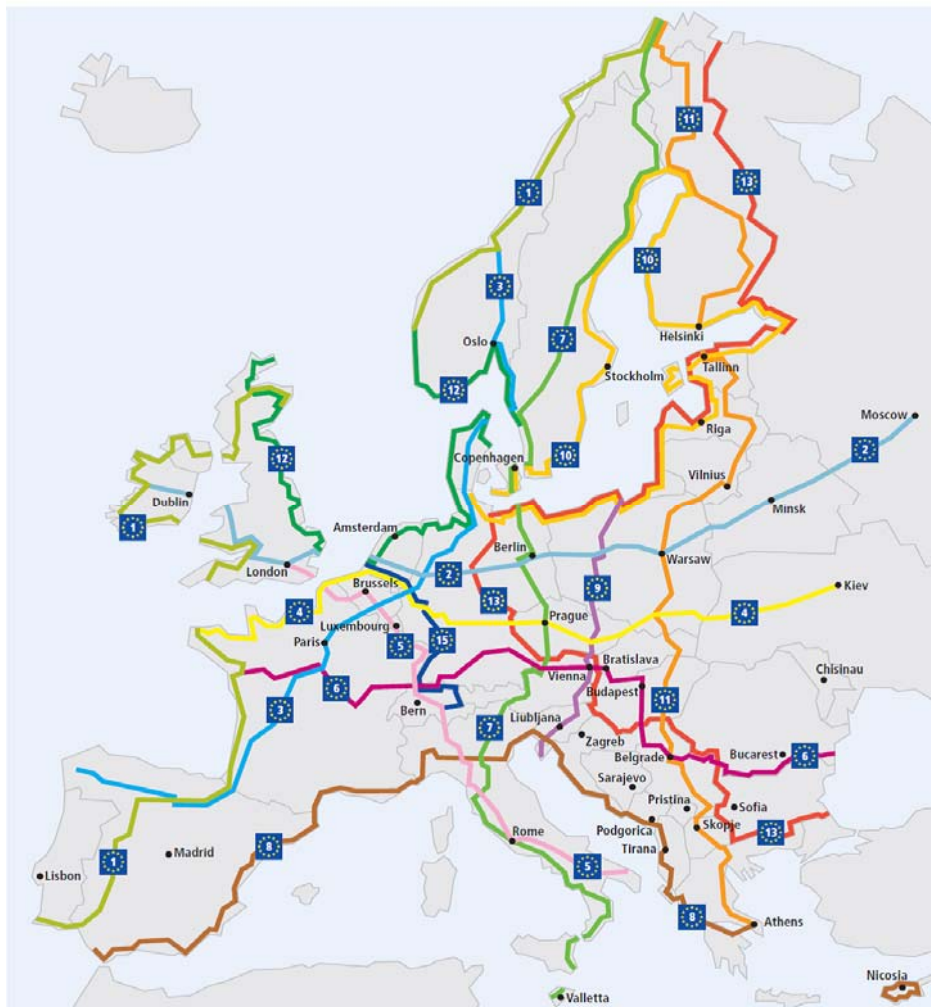 11
1
13
10
3
Helsinki
Oslo
7
Tallinn
Stockholm
12
Moscow
Riga
10
2
12
Copenhagen
Vilnius
Dublin
Minsk
1
Amsterdam
Berlin
London
2
Warsaw
Brussels
9
Kiev
4
13
4
Prague
Luxembourg
15
Paris
5
Bratislava
Vienna
Chisinau
6
Budapest
Bern
3
11
7
Liubljana
Zagreb
Bucarest
Belgrade
6
Sarajevo
Pristina
Sofia
Rome
Podgorica
Skopje
13
8
Madrid
Tirana
1
5
Lisbon
8
Athens
Nicosia
Valletta